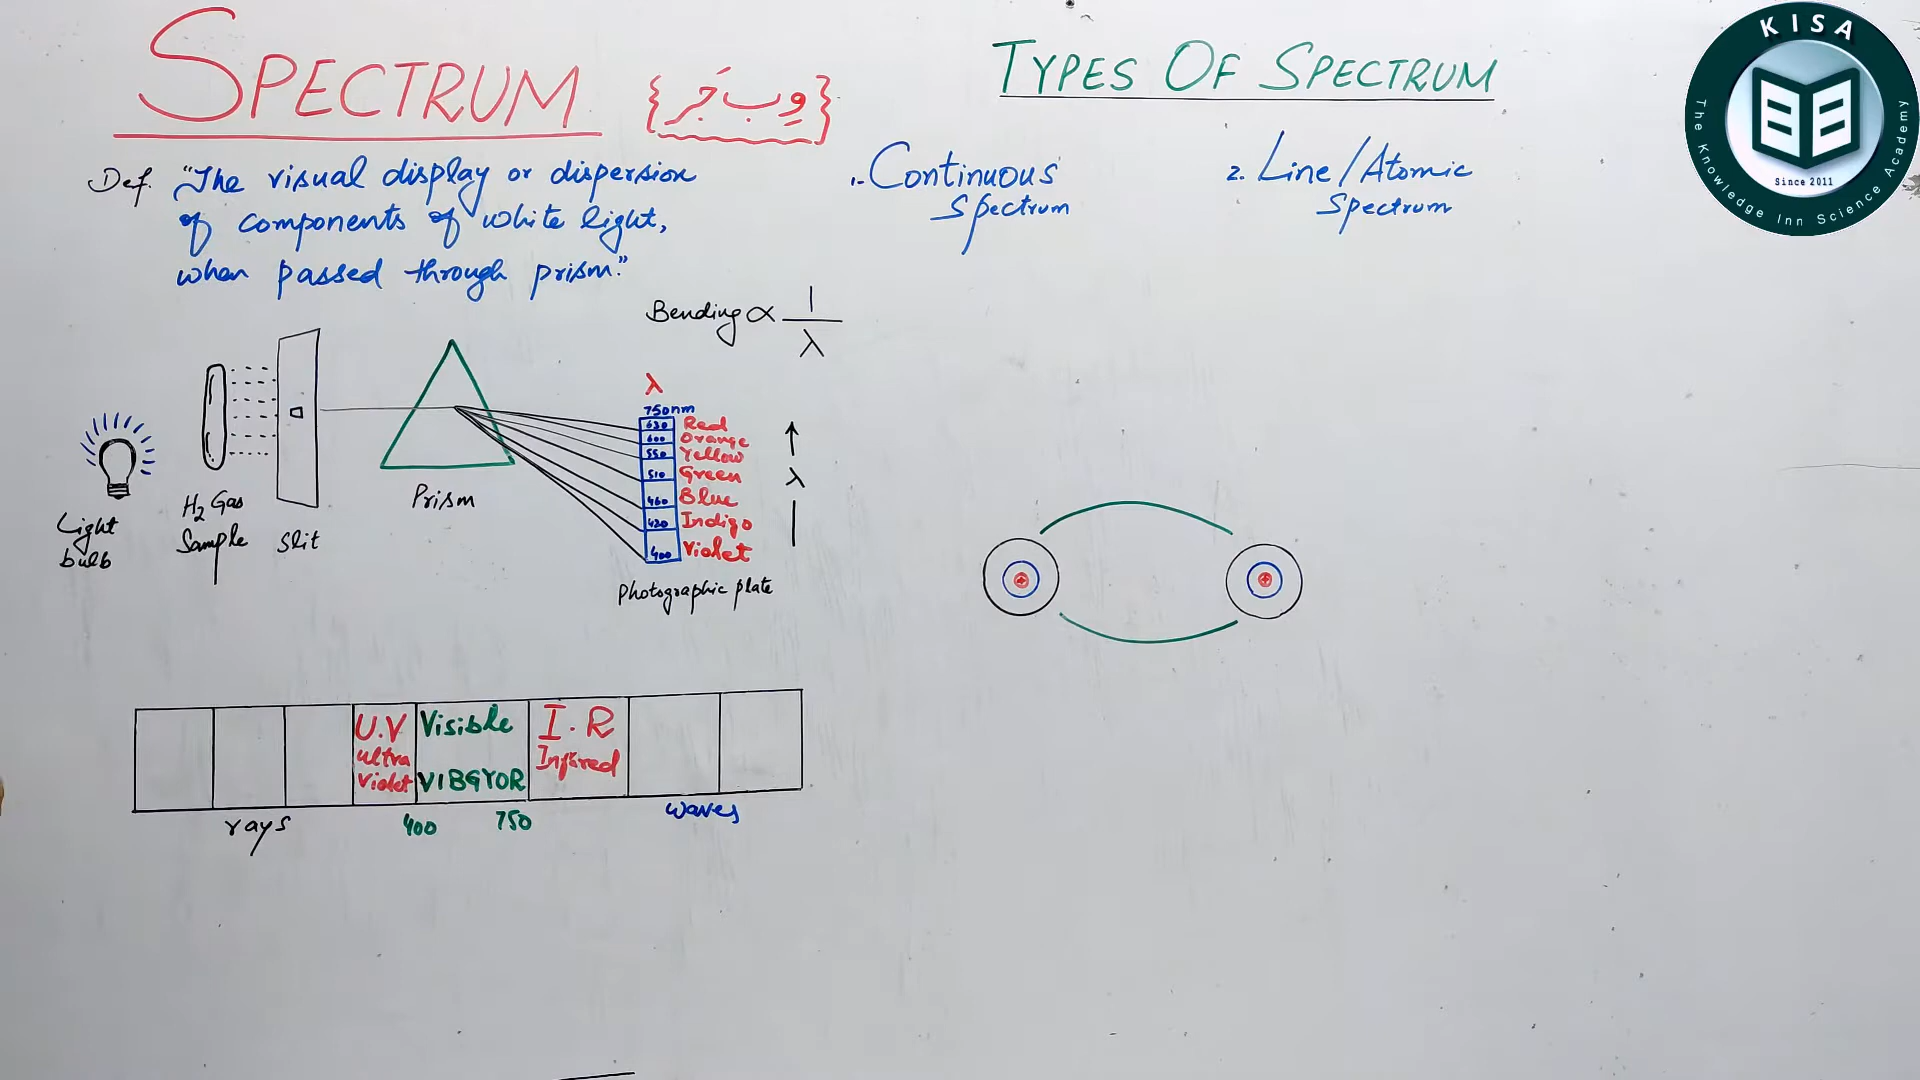 SPECTRUM {وِب جَر}
Def. "The visual display or dispersion
of components of white light,
when passed through prism."
Bending ∝ 1/λ
Light
bulb
H2 Gas
Sample
Slit
Prism
λ
750nm
630 Red
600 Orange
550 Yellow
510 Green
460 Blue
420 Indigo
400 Violet
λ
Photographic plate
U.V
Ultra
Violet
Visible
VIBGYOR
I.R
Infared
rays
400
750
waves
TYPES OF SPECTRUM
1. Continuous
Spectrum
2. Line/Atomic
Spectrum
+
+
KISA
The Knowledge Inn Science Academy
Since 2011